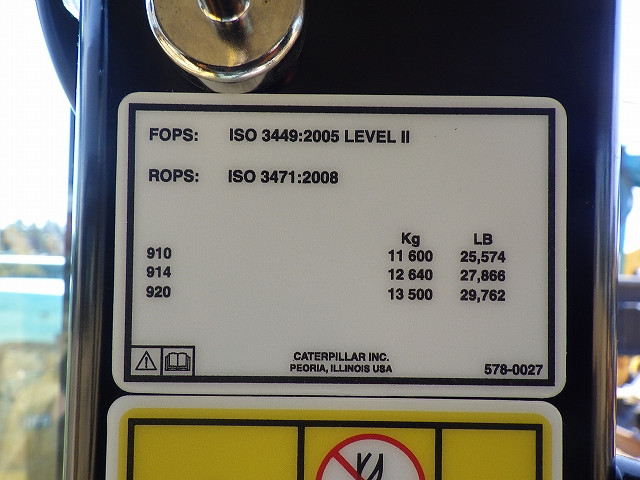 FOPS: ISO 3449:2005 LEVEL II
ROPS: ISO 3471:2008
Kg LB
910 11 600 25,574
914 12 640 27,866
920 13 500 29,762
CATERPILLAR INC.
PEORIA, ILLINOIS USA
578-0027